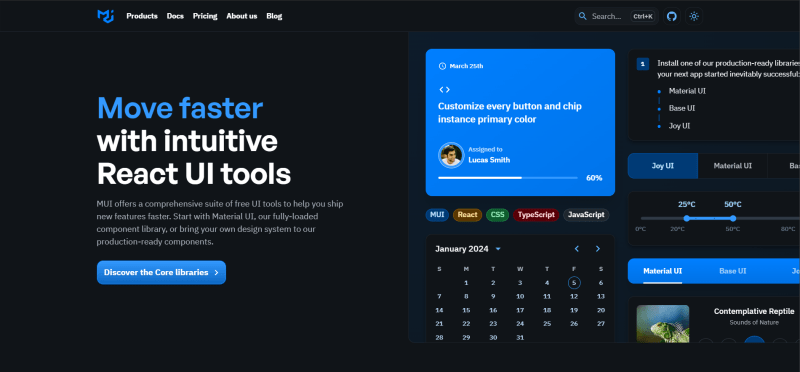 Products Docs Pricing About us Blog
Search... Ctrl+K
Move faster
with intuitive
React UI tools
MUI offers a comprehensive suite of free UI tools to help you ship
new features faster. Start with Material UI, our fully-loaded
component library, or bring your own design system to our
production-ready components.
Discover the Core libraries
March 25th
Customize every button and chip
instance primary color
Assigned to
Lucas Smith
60%
MUI React CSS TypeScript JavaScript
January 2024
S M T W T F S
1 2 3 4 5 6
7 8 9 10 11 12 13
14 15 16 17 18 19 20
21 22 23 24 25 26 27
28 29 30 31
1
Install one of our production-ready libraries
your next app started inevitably successful:
Material UI
Base UI
Joy UI
Joy UI Material UI Ba
25°C 50°C
0°C 20°C 50°C 80°C
Material UI Base UI Jo
Contemplative Reptile
Sounds of Nature